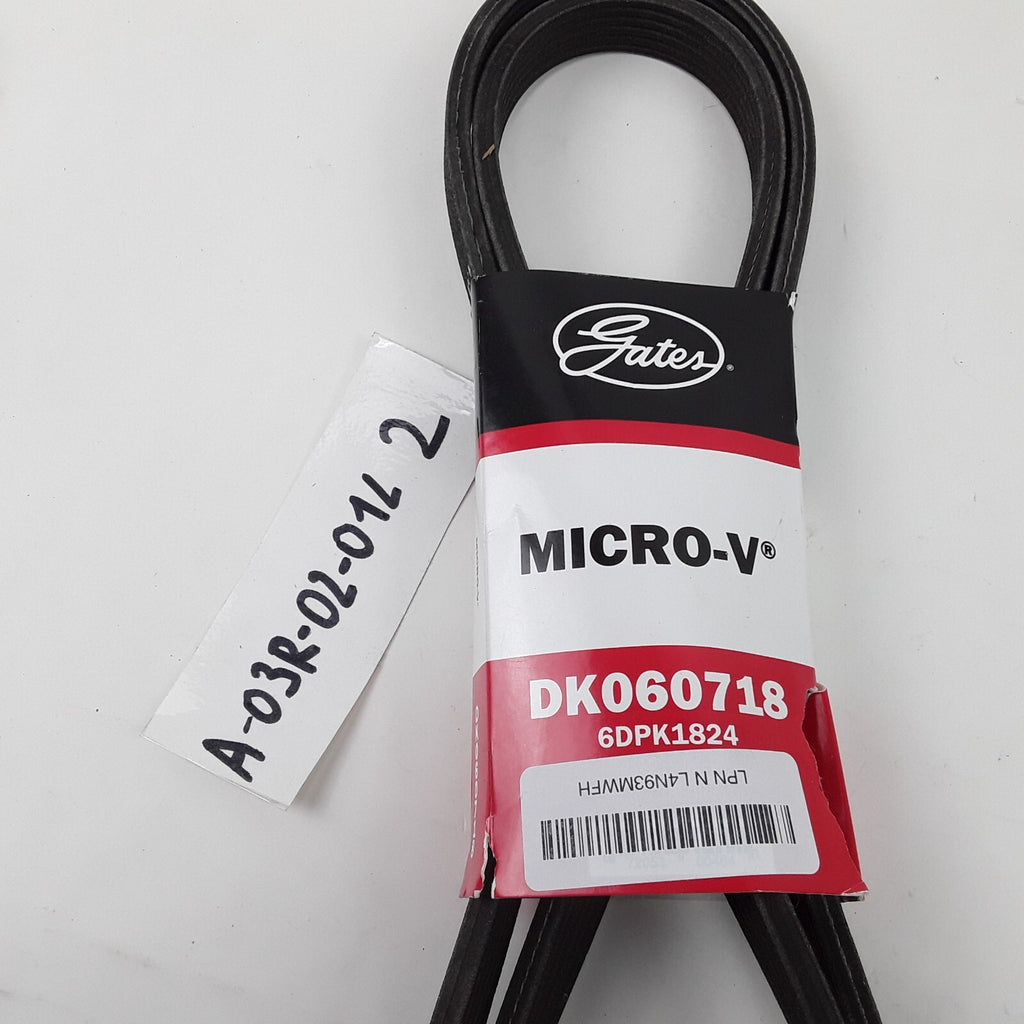 Gates®
MICRO-V®
DK060718
6DPK1824
LPN N L4N93MWFH
A-03R-02-01L 2